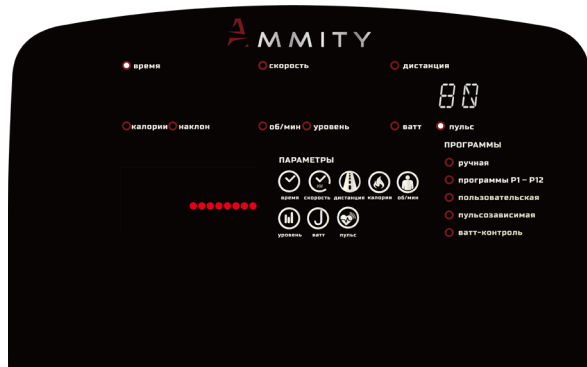 AMMITY
время скорость дистанция
80
калории наклон об/мин уровень ватт пульс
ПРОГРАММЫ
ручная
программы P1 – P12
пользовательская
пульсозависимая
ватт-контроль
ПАРАМЕТРЫ
время скорость дистанция калории об/мин
уровень ватт пульс